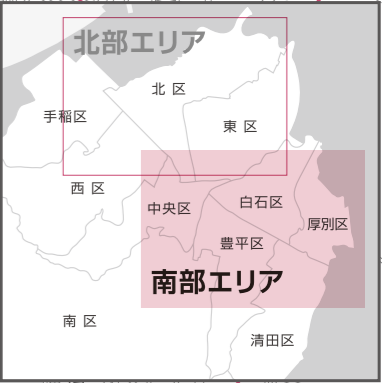 北部エリア
北 区
手稲区
東 区
西 区
中央区
白石区
厚別区
豊平区
南部エリア
南 区
清田区